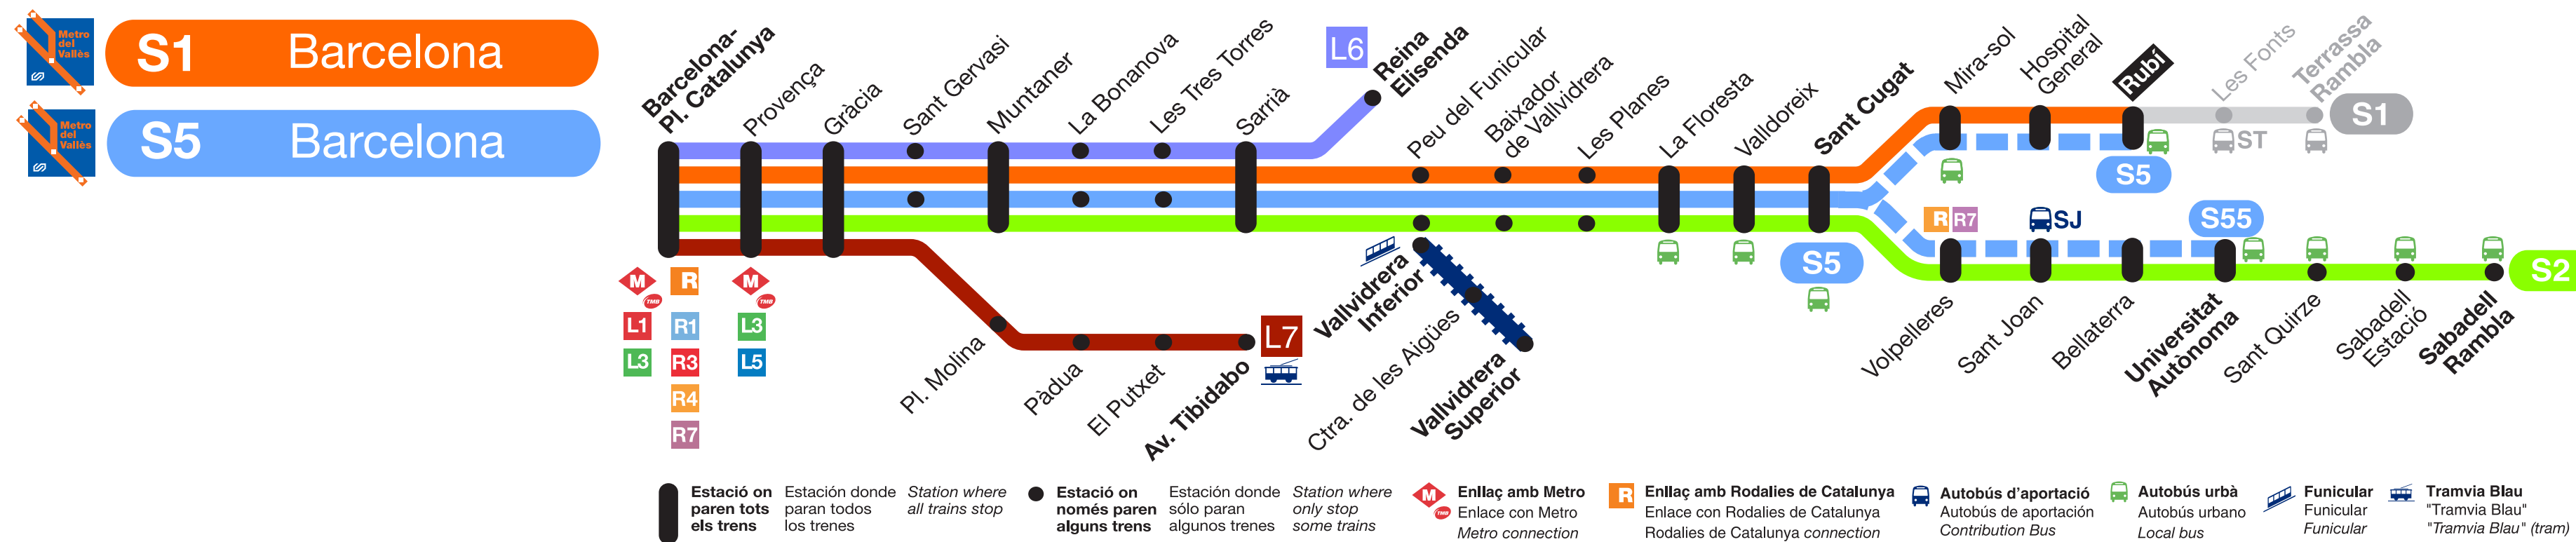 Metro
del
Vallès
S1 Barcelona
Metro
del
Vallès
S5 Barcelona
Barcelona-
Pl. Catalunya
Provença
Gràcia
Sant Gervasi
Muntaner
La Bonanova
Les Tres Torres
Sarrià
L6
Reina
Elisenda
Peu del Funicular
Baixador
de Vallvidrera
Les Planes
La Floresta
Valldoreix
Sant Cugat
Mira-sol
Hospital
General
Rubí
Les Fonts
Terrassa
Rambla
S1
ST
S5
S5
R R7
SJ
S55
S2
M
TMB
L1
L3
R
R1
R3
R4
R7
M
TMB
L3
L5
Pl. Molina
Pàdua
El Putxet
Av. Tibidabo
L7
Vallvidrera
Inferior
Ctra. de les Aigües
Vallvidrera
Superior
Volpelleres
Sant Joan
Bellaterra
Universitat
Autònoma
Sant Quirze
Sabadell
Estació
Sabadell
Rambla
Estació on
paren tots
els trens
Estación donde
paran todos
los trenes
Station where
all trains stop
Estació on
només paren
alguns trens
Estación donde
sólo paran
algunos trenes
Station where
only stop
some trains
M
TMB
Enllaç amb Metro
Enlace con Metro
Metro connection
R
Enllaç amb Rodalies de Catalunya
Enlace con Rodalies de Catalunya
Rodalies de Catalunya connection
Autobús d'aportació
Autobús de aportación
Contribution Bus
Autobús urbà
Autobús urbano
Local bus
Funicular
Funicular
Funicular
Tramvia Blau
"Tramvia Blau"
"Tramvia Blau" (tram)